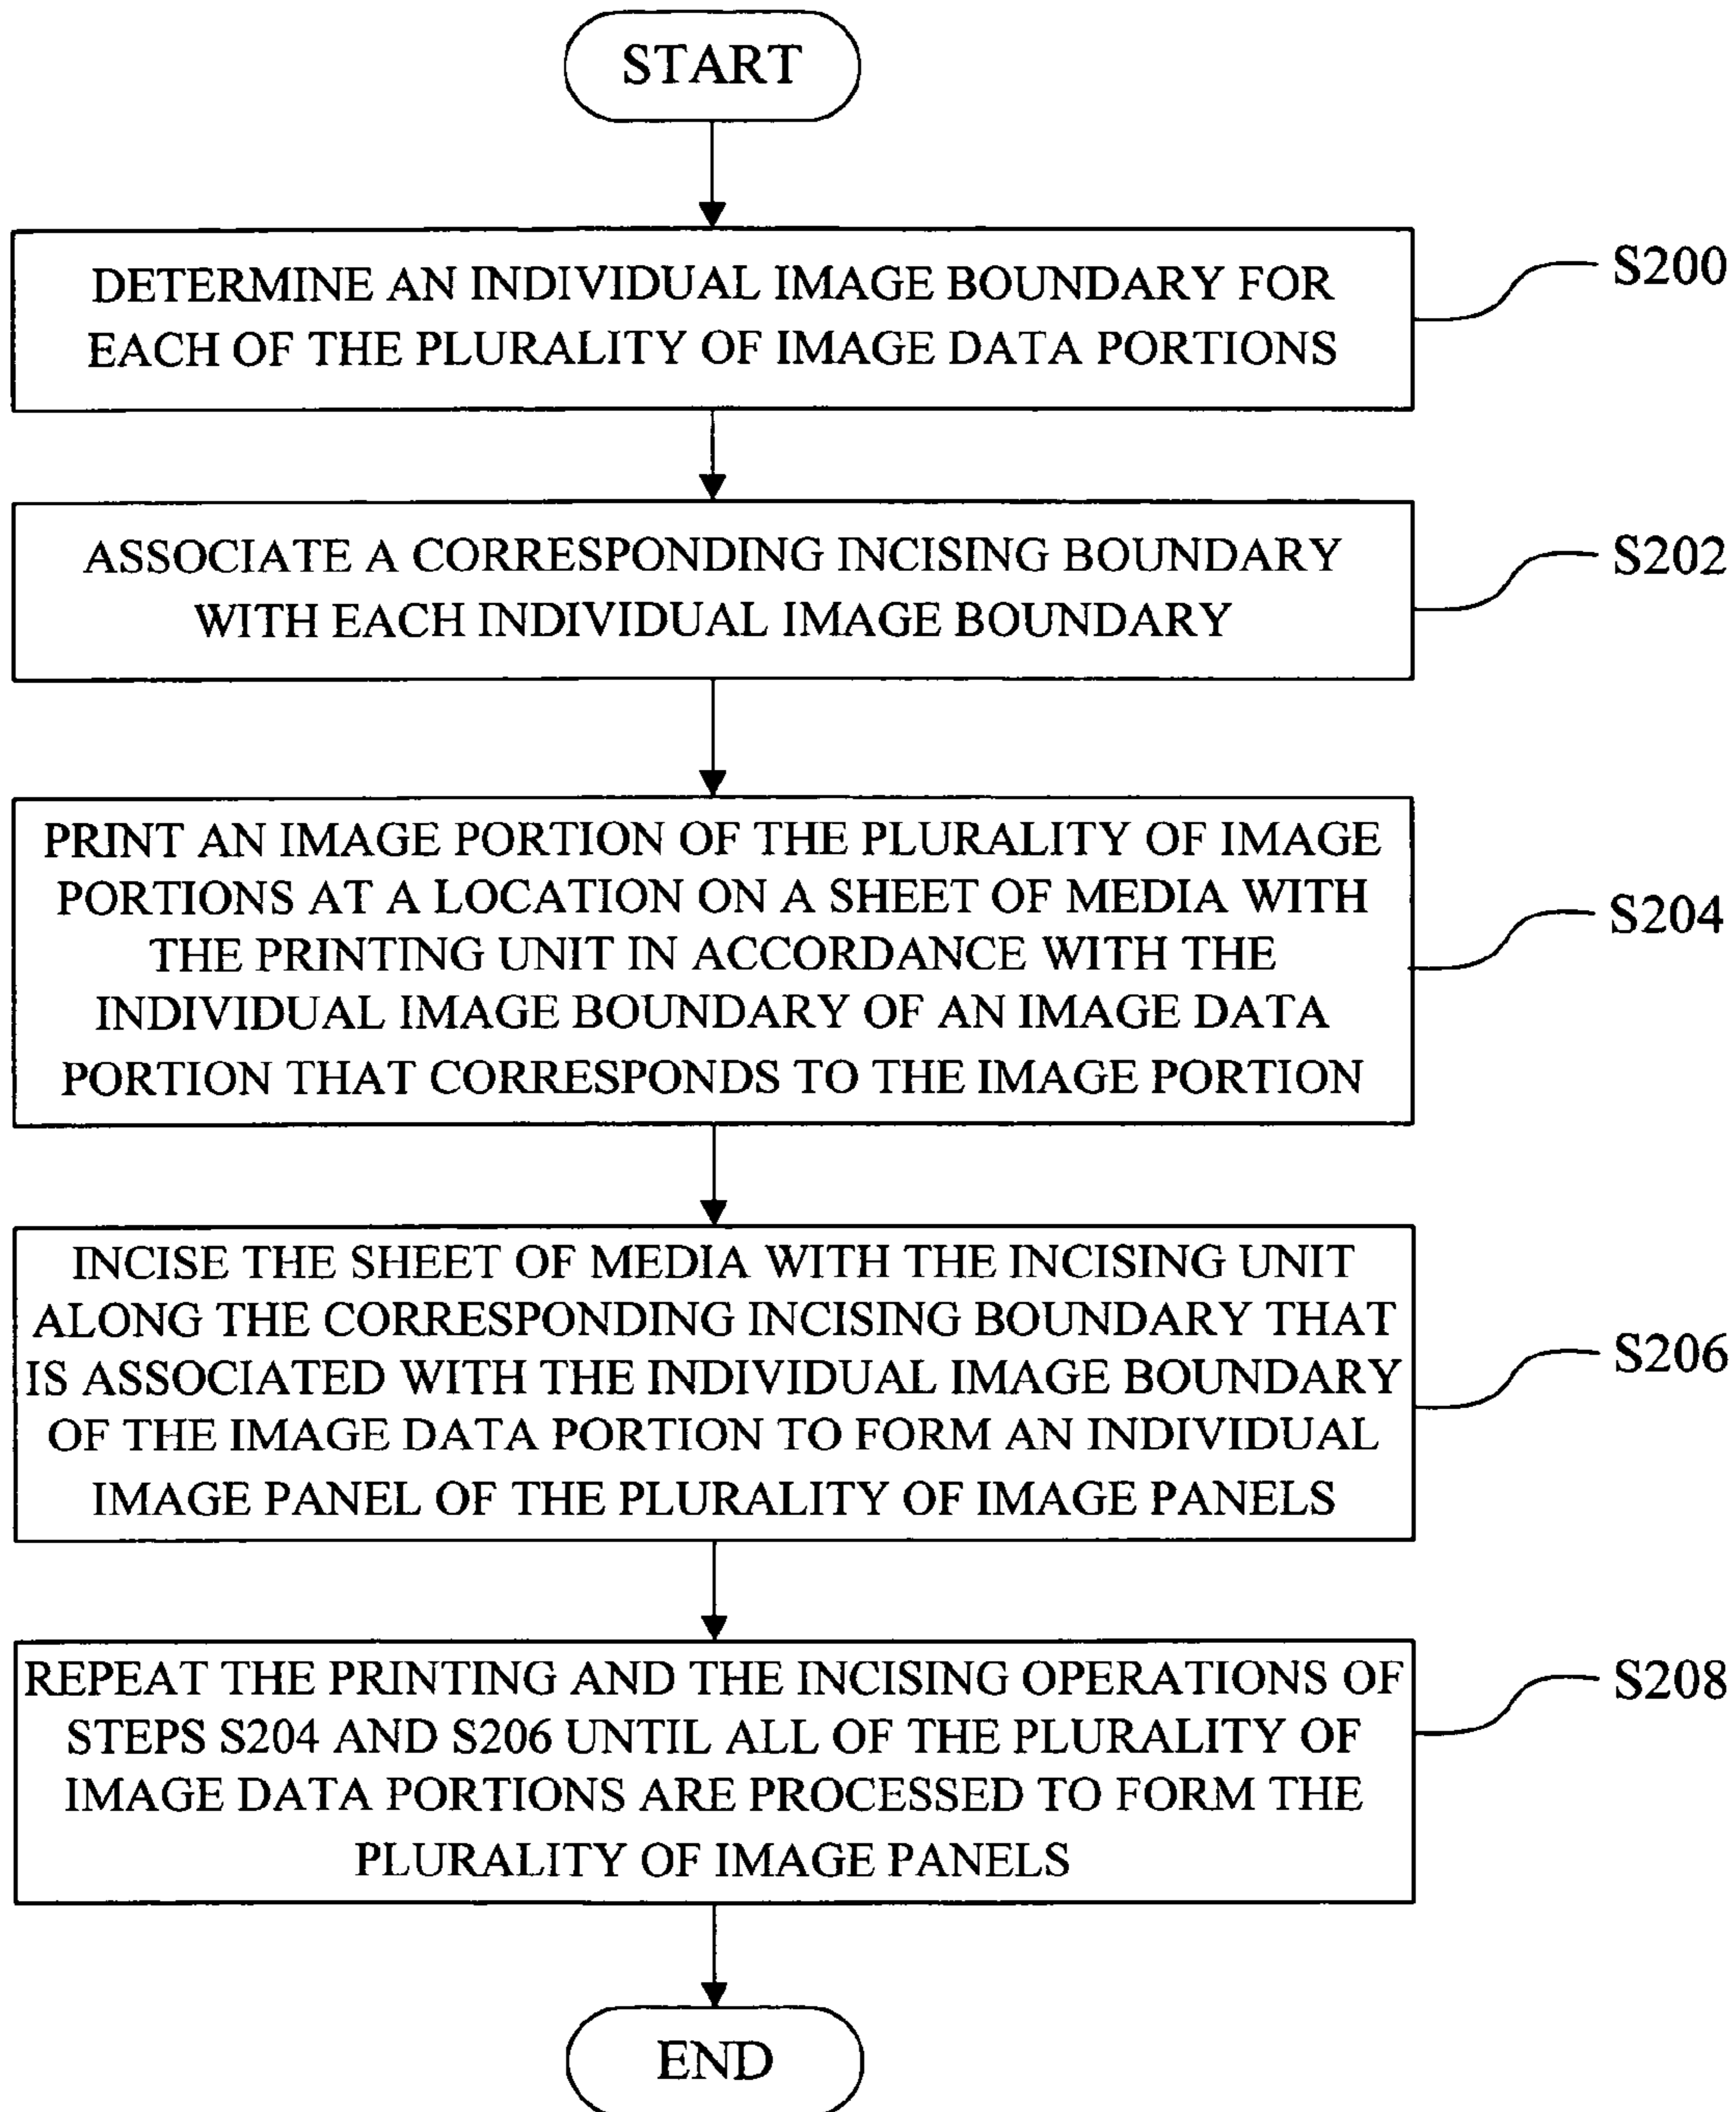 START
DETERMINE AN INDIVIDUAL IMAGE BOUNDARY FOR
EACH OF THE PLURALITY OF IMAGE DATA PORTIONS
S200
ASSOCIATE A CORRESPONDING INCISING BOUNDARY
WITH EACH INDIVIDUAL IMAGE BOUNDARY
S202
PRINT AN IMAGE PORTION OF THE PLURALITY OF IMAGE
PORTIONS AT A LOCATION ON A SHEET OF MEDIA WITH
THE PRINTING UNIT IN ACCORDANCE WITH THE
INDIVIDUAL IMAGE BOUNDARY OF AN IMAGE DATA
PORTION THAT CORRESPONDS TO THE IMAGE PORTION
S204
INCISE THE SHEET OF MEDIA WITH THE INCISING UNIT
ALONG THE CORRESPONDING INCISING BOUNDARY THAT
IS ASSOCIATED WITH THE INDIVIDUAL IMAGE BOUNDARY
OF THE IMAGE DATA PORTION TO FORM AN INDIVIDUAL
IMAGE PANEL OF THE PLURALITY OF IMAGE PANELS
S206
REPEAT THE PRINTING AND THE INCISING OPERATIONS OF
STEPS S204 AND S206 UNTIL ALL OF THE PLURALITY OF
IMAGE DATA PORTIONS ARE PROCESSED TO FORM THE
PLURALITY OF IMAGE PANELS
S208
END